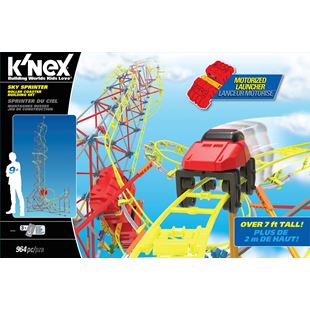 K'NEX
Building Worlds Kids Love
SKY SPRINTER
ROLLER COASTER
BUILDING SET
SPRINTER DU CIEL
MONTAGNES RUSSES
JEU DE CONSTRUCTION
MOTORIZED
LAUNCHER
LANCEUR MOTORISÉ
9+
964 pc/pza
OVER 7 ft TALL!
PLUS DE
2 m DE HAUT!